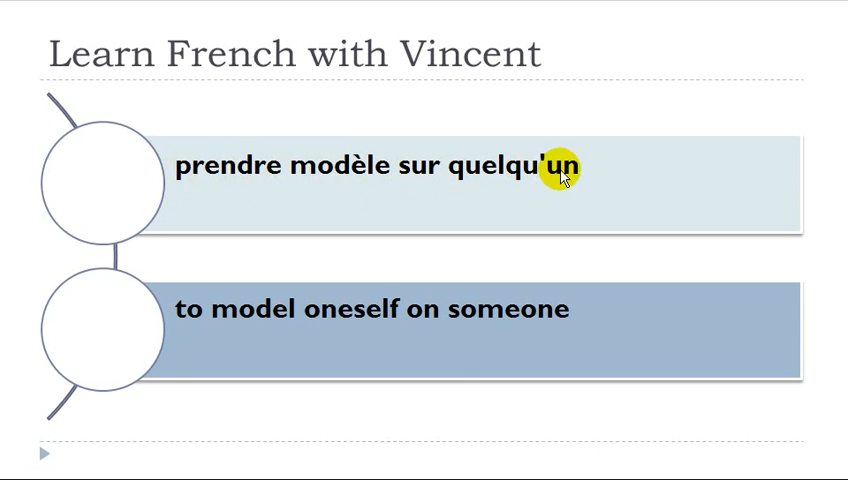 Learn French with Vincent
prendre modèle sur quelqu'un
to model oneself on someone